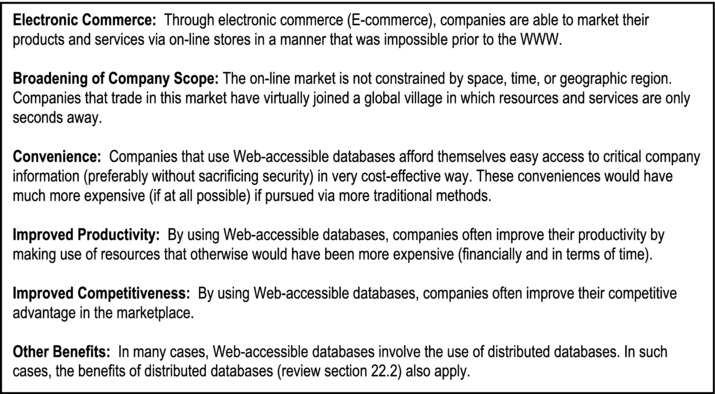 Electronic Commerce: Through electronic commerce (E-commerce), companies are able to market their
products and services via on-line stores in a manner that was impossible prior to the WWW.
Broadening of Company Scope: The on-line market is not constrained by space, time, or geographic region.
Companies that trade in this market have virtually joined a global village in which resources and services are only
seconds away.
Convenience: Companies that use Web-accessible databases afford themselves easy access to critical company
information (preferably without sacrificing security) in very cost-effective way. These conveniences would have
much more expensive (if at all possible) if pursued via more traditional methods.
Improved Productivity: By using Web-accessible databases, companies often improve their productivity by
making use of resources that otherwise would have been more expensive (financially and in terms of time).
Improved Competitiveness: By using Web-accessible databases, companies often improve their competitive
advantage in the marketplace.
Other Benefits: In many cases, Web-accessible databases involve the use of distributed databases. In such
cases, the benefits of distributed databases (review section 22.2) also apply.